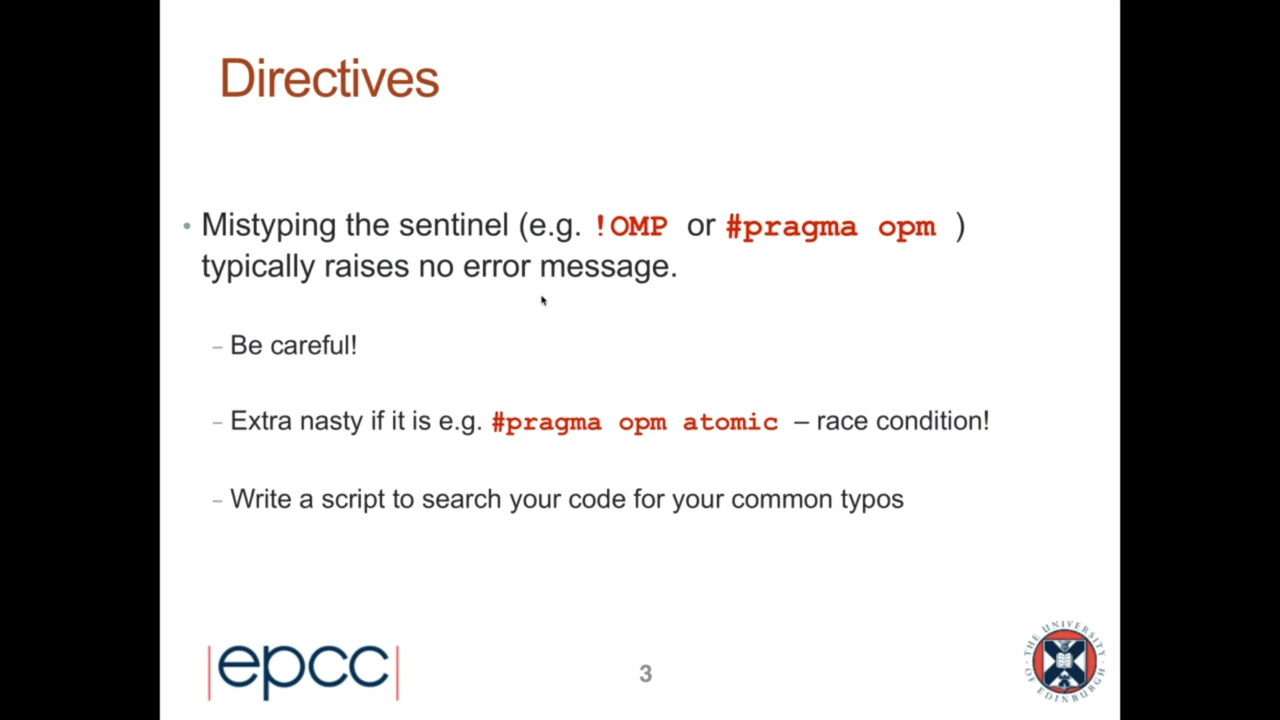 Directives
• Mistyping the sentinel (e.g. !OMP or #pragma opm )
typically raises no error message.
– Be careful!
– Extra nasty if it is e.g. #pragma opm atomic – race condition!
– Write a script to search your code for your common typos
|epcc|
3
THE UNIVERSITY OF EDINBURGH